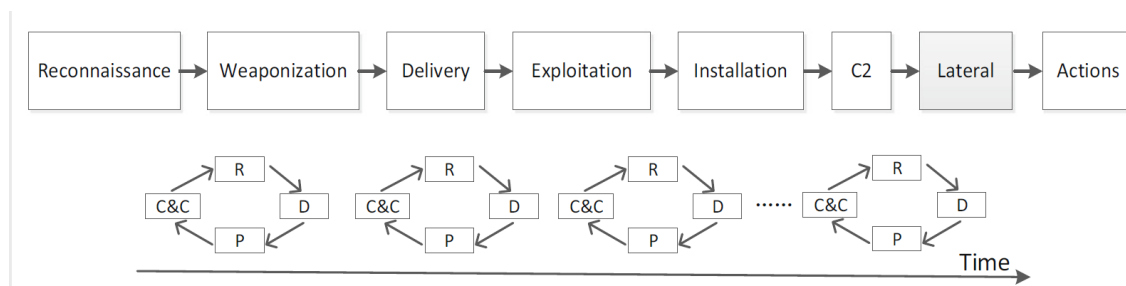 Reconnaissance Weaponization Delivery Exploitation Installation C2 Lateral Actions
R R R R
C&C D C&C D C&C D ...... C&C D
P P P P
Time